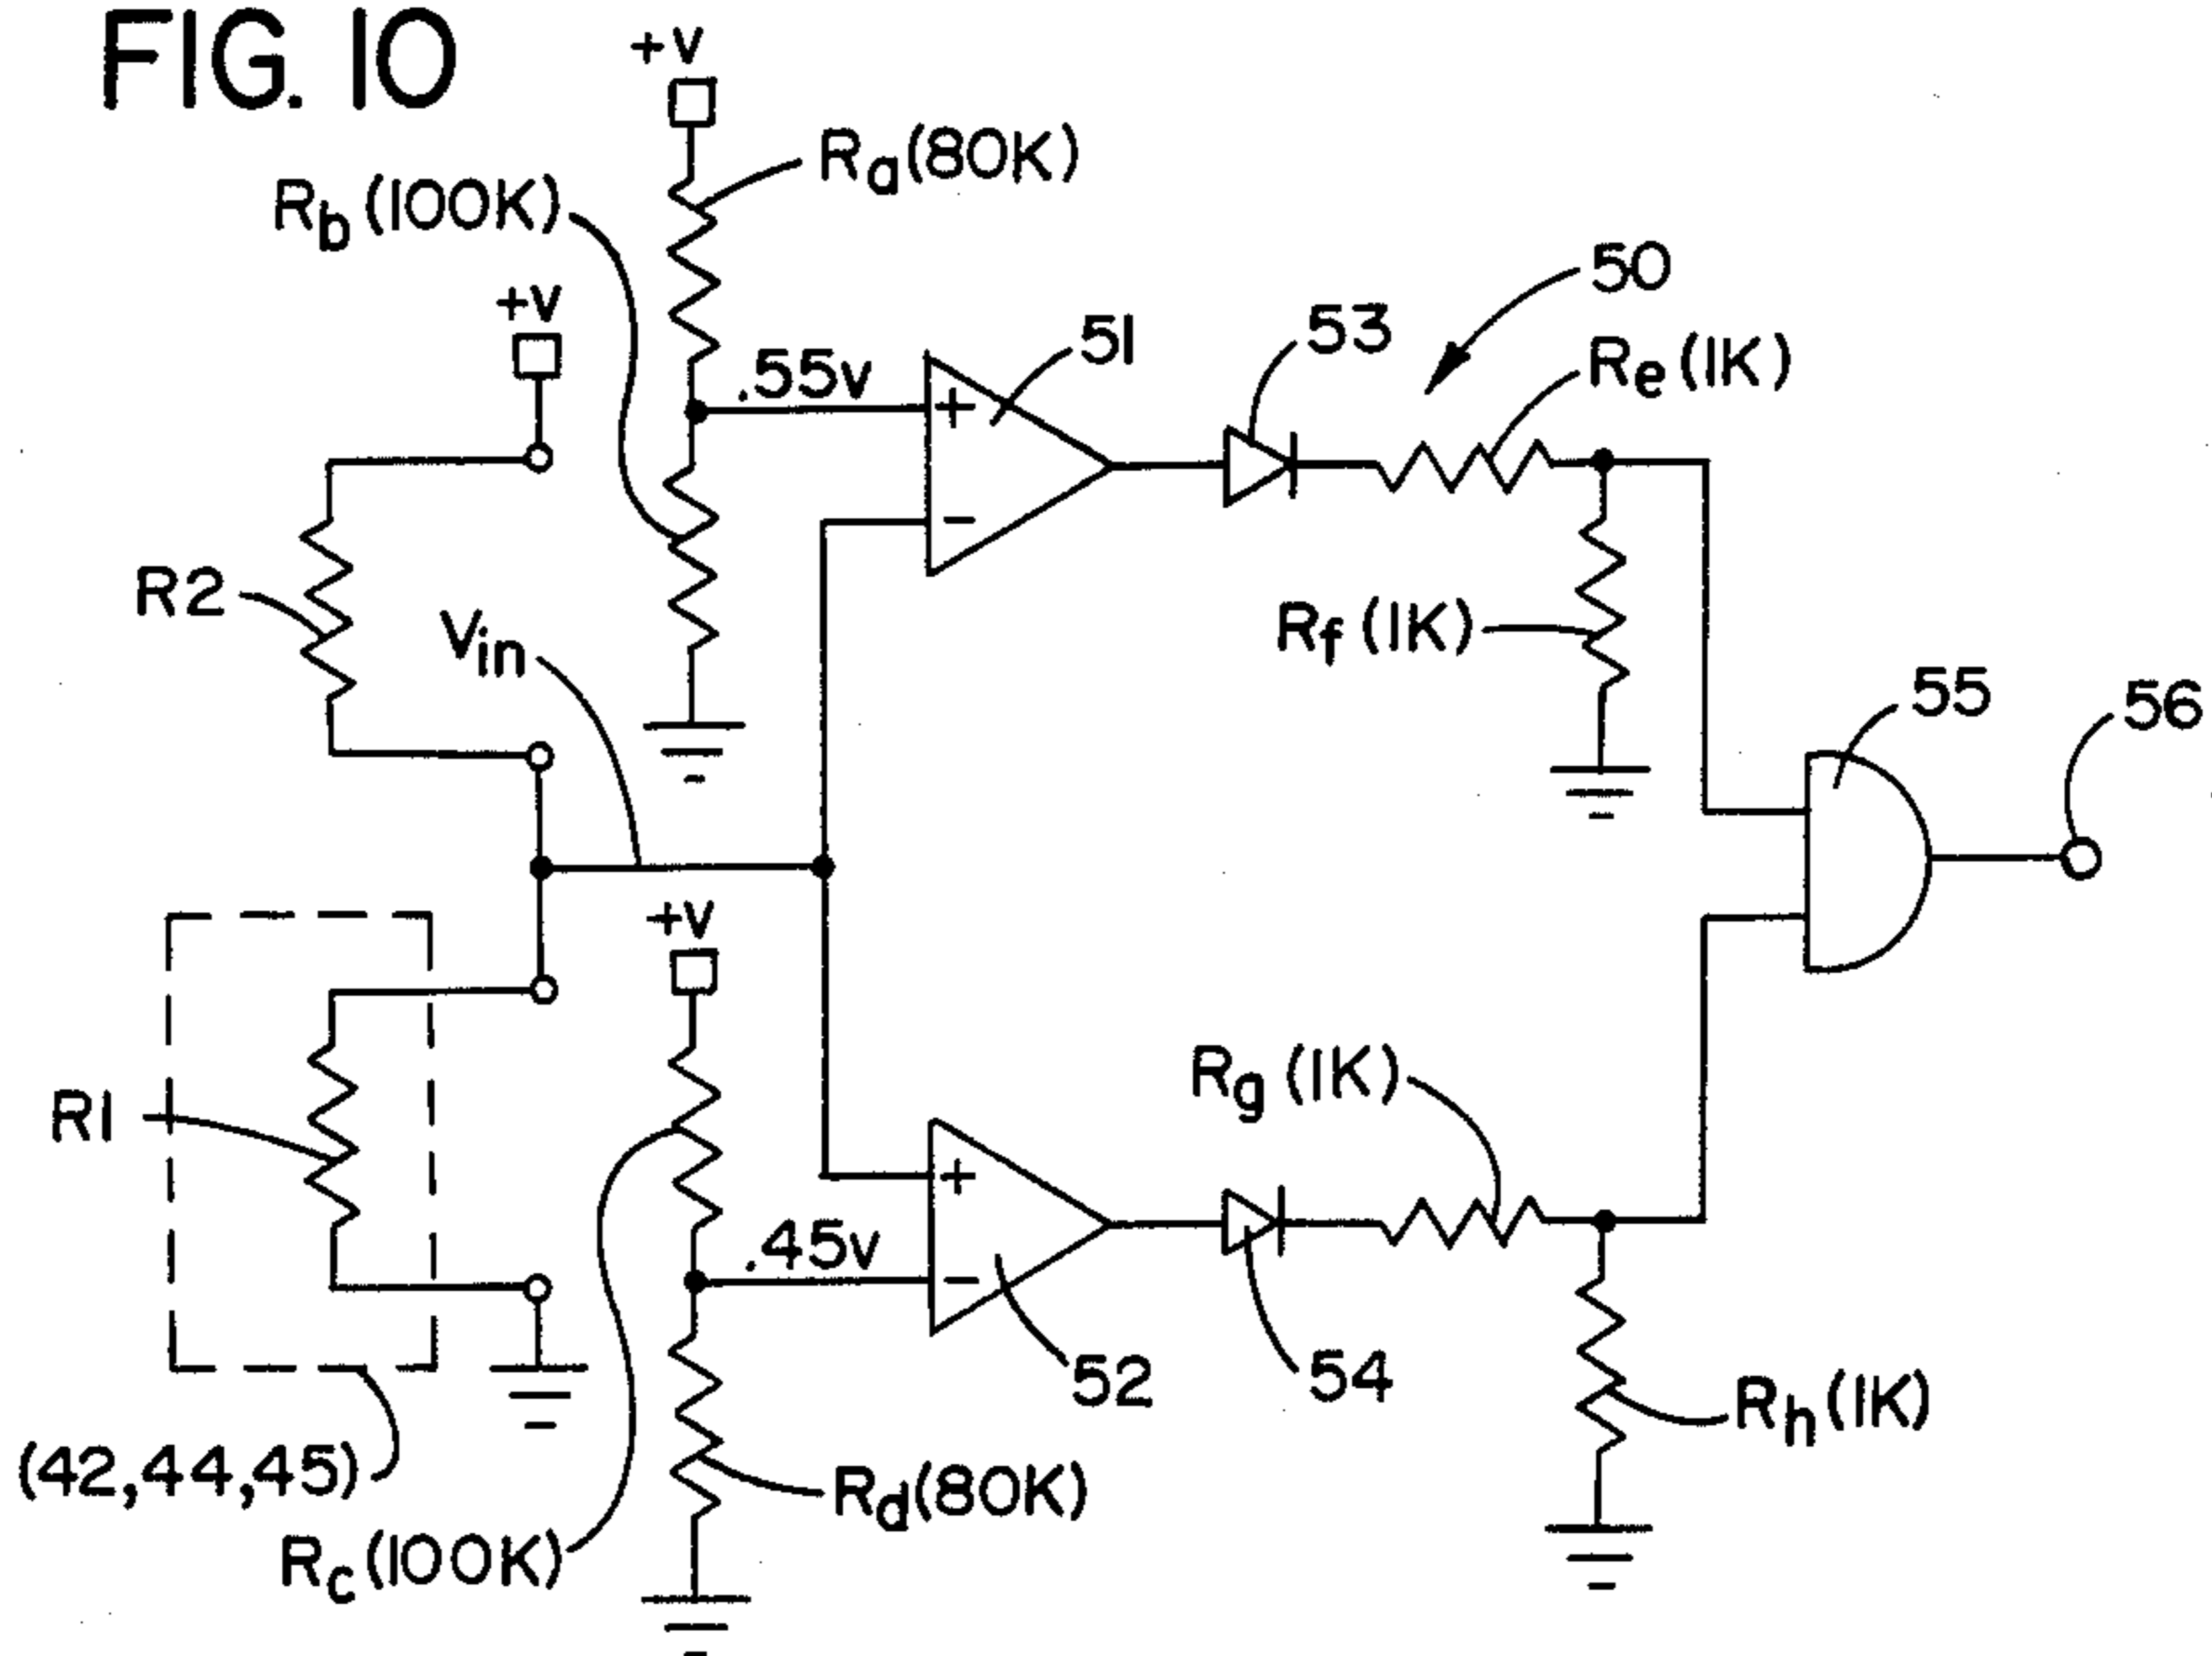 FIG. 10
+v
Ra (80K)
Rb (100K)
+v
50
53
51
Re (1K)
.55v
+
−
R2
Vin
Rf (1K)
55
56
+v
R1
Rg (1K)
+
.45v
−
52
54
Rh (1K)
(42,44,45)
Rd (80K)
Rc (100K)